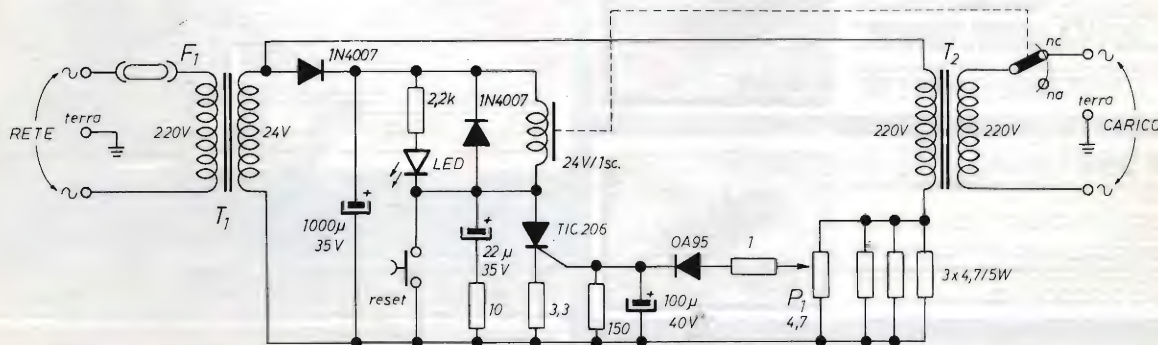 F1
1N4007
T2
nc
2,2k
1N4007
na
RETE
terra
220V
24V
LED
24V/1sc.
220V
220V
terra
CARICO
T1
1000µ
35V
+
+
22µ
35V
TIC 206
OA95
1
reset
10
3,3
150
+
100µ
40V
P1
4,7
3x4,7/5W